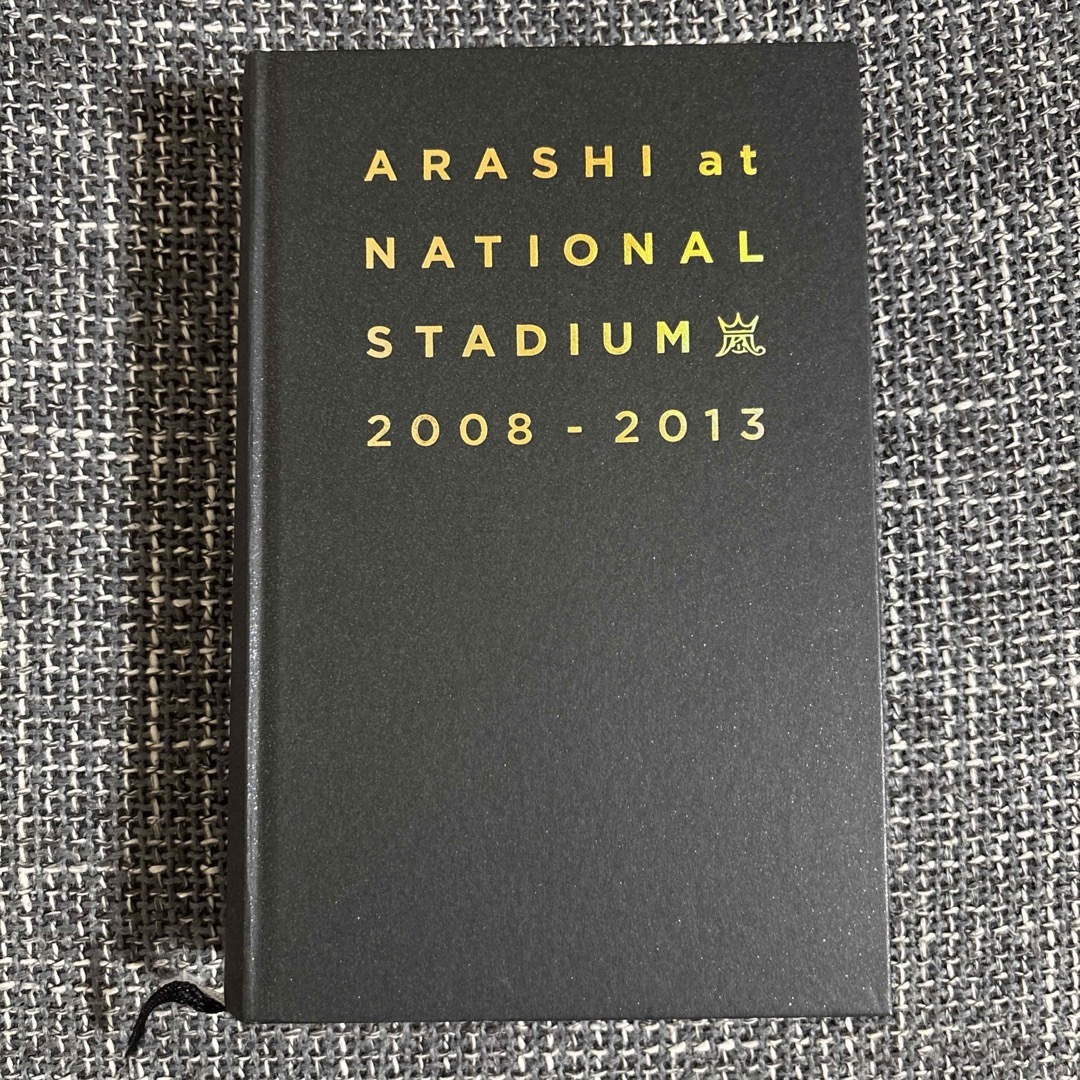 ARASHI at
NATIONAL
STADIUM 嵐
2008 - 2013